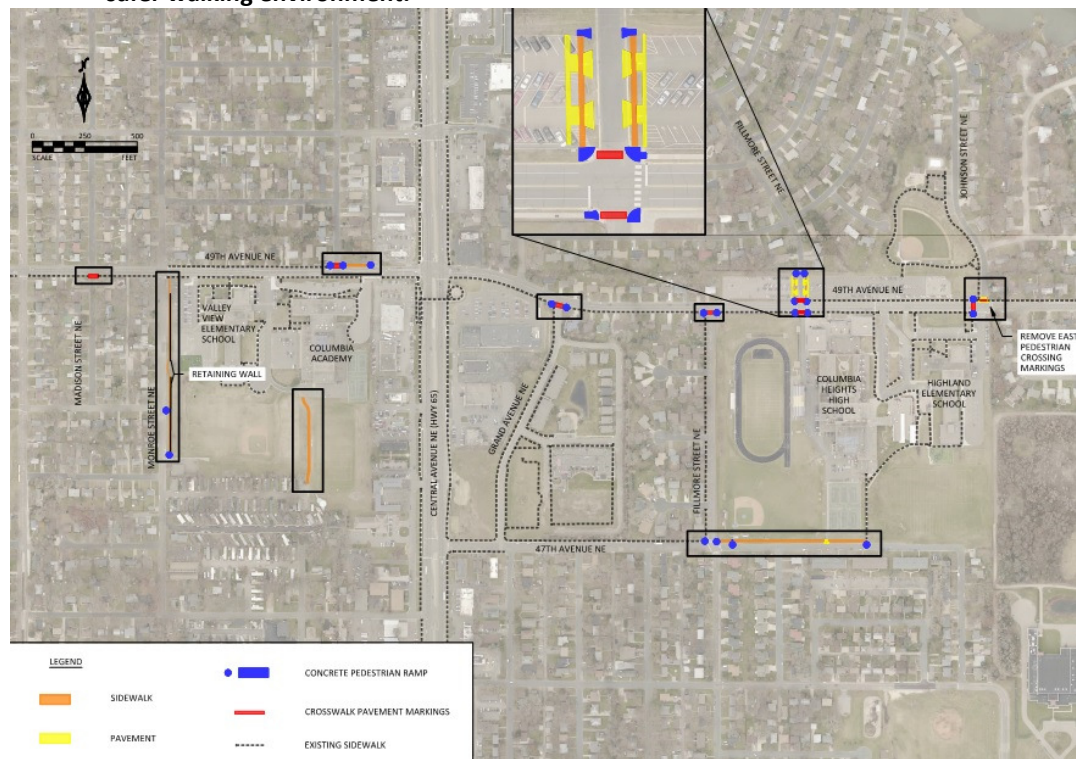 safer walking environment.
N
0 250 500
SCALE FEET
FILLMORE STREET NE
JOHNSON STREET NE
49TH AVENUE NE
49TH AVENUE NE
MADISON STREET NE
MONROE STREET NE
VALLEY
VIEW
ELEMENTARY
SCHOOL
COLUMBIA
ACADEMY
RETAINING WALL
CENTRAL AVENUE NE (HWY 65)
GRAND AVENUE NE
FILLMORE STREET NE
COLUMBIA
HEIGHTS
HIGH
SCHOOL
HIGHLAND
ELEMENTARY
SCHOOL
REMOVE EAST
PEDESTRIAN
CROSSING
MARKINGS
47TH AVENUE NE
LEGEND
SIDEWALK
PAVEMENT
CONCRETE PEDESTRIAN RAMP
CROSSWALK PAVEMENT MARKINGS
EXISTING SIDEWALK